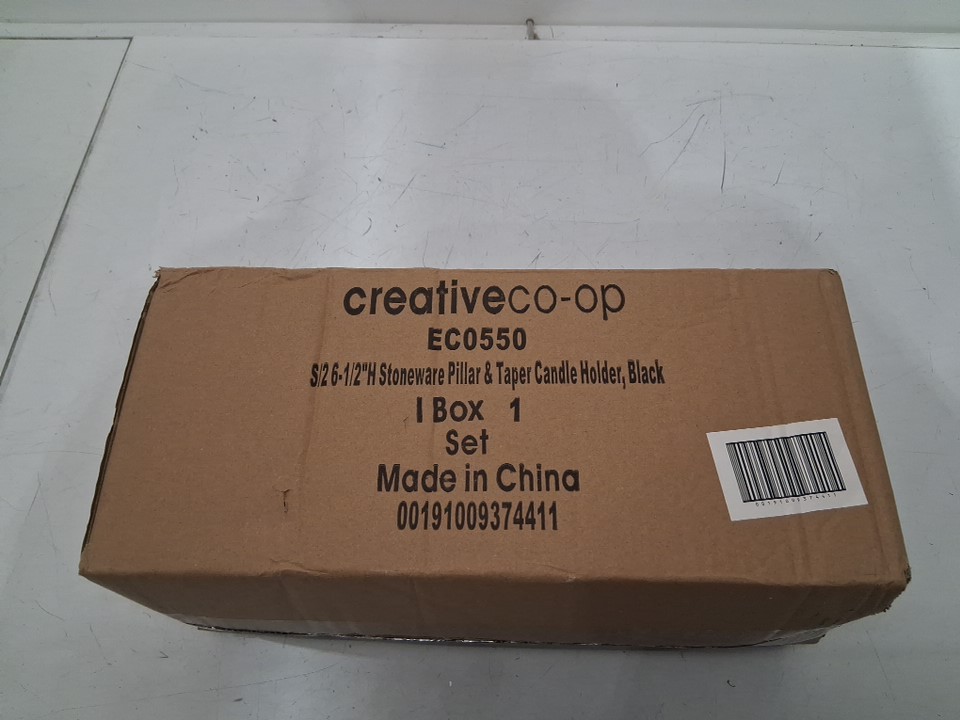 creativeco-op
EC0550
S/2 6-1/2"H Stoneware Pillar & Taper Candle Holder, Black
I Box 1
Set
Made in China
00191009374411
00191009374411